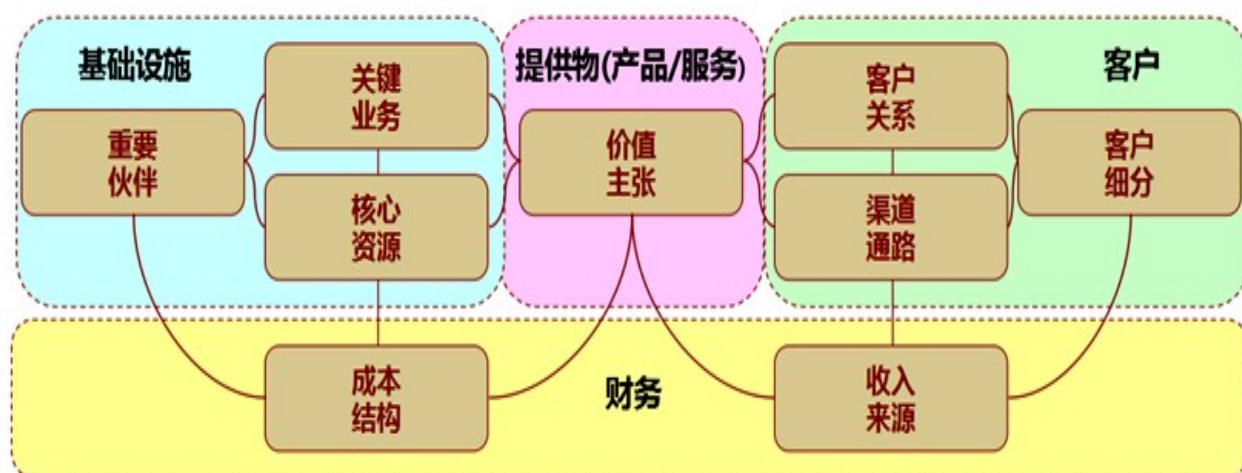 基础设施
提供物(产品/服务)
客户
关键
业务
客户
关系
重要
伙伴
价值
主张
客户
细分
核心
资源
渠道
通路
成本
结构
财务
收入
来源